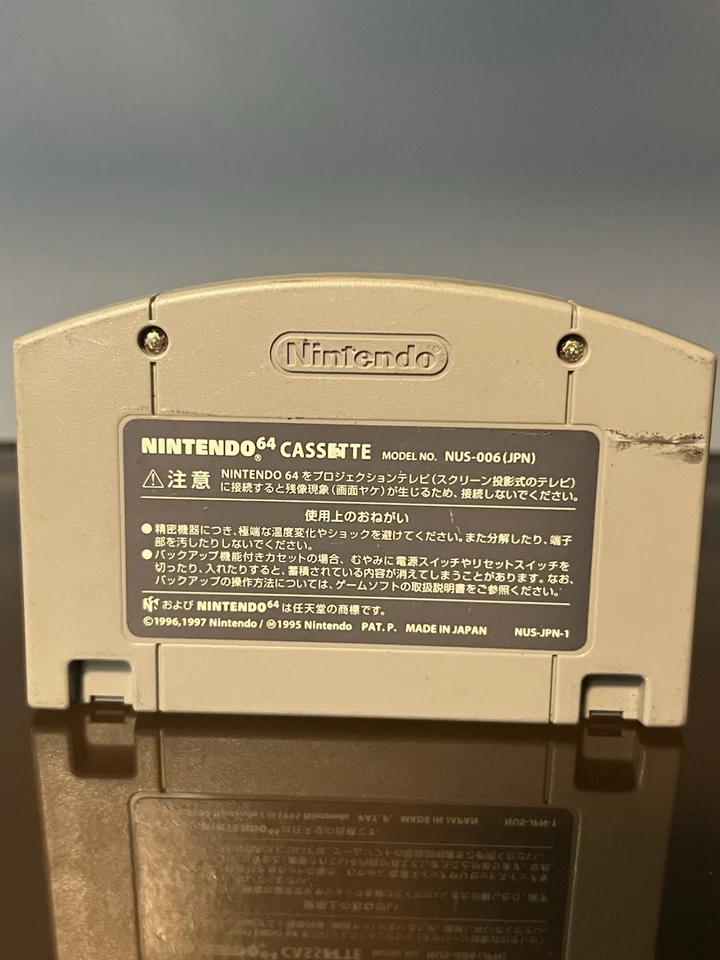 Nintendo®
NINTENDO64® CASSETTE MODEL NO. NUS-006(JPN)
⚠注意 NINTENDO 64 をプロジェクションテレビ(スクリーン投影式のテレビ)
に接続すると残像現象(画面ヤケ)が生じるため、接続しないでください。
使用上のおねがい
●精密機器につき、極端な温度変化やショックを避けてください。また分解したり、端子
部を汚したりしないでください。
●バックアップ機能付きカセットの場合、むやみに電源スイッチやリセットスイッチを
切ったり、入れたりすると、蓄積されている内容が消えてしまうことがあります。なお、
バックアップの操作方法については、ゲームソフトの取扱説明書をご参照ください。
および NINTENDO64 は任天堂の商標です。
©1996,1997 Nintendo/Ⓜ1995 Nintendo PAT.P. MADE IN JAPAN NUS-JPN-1